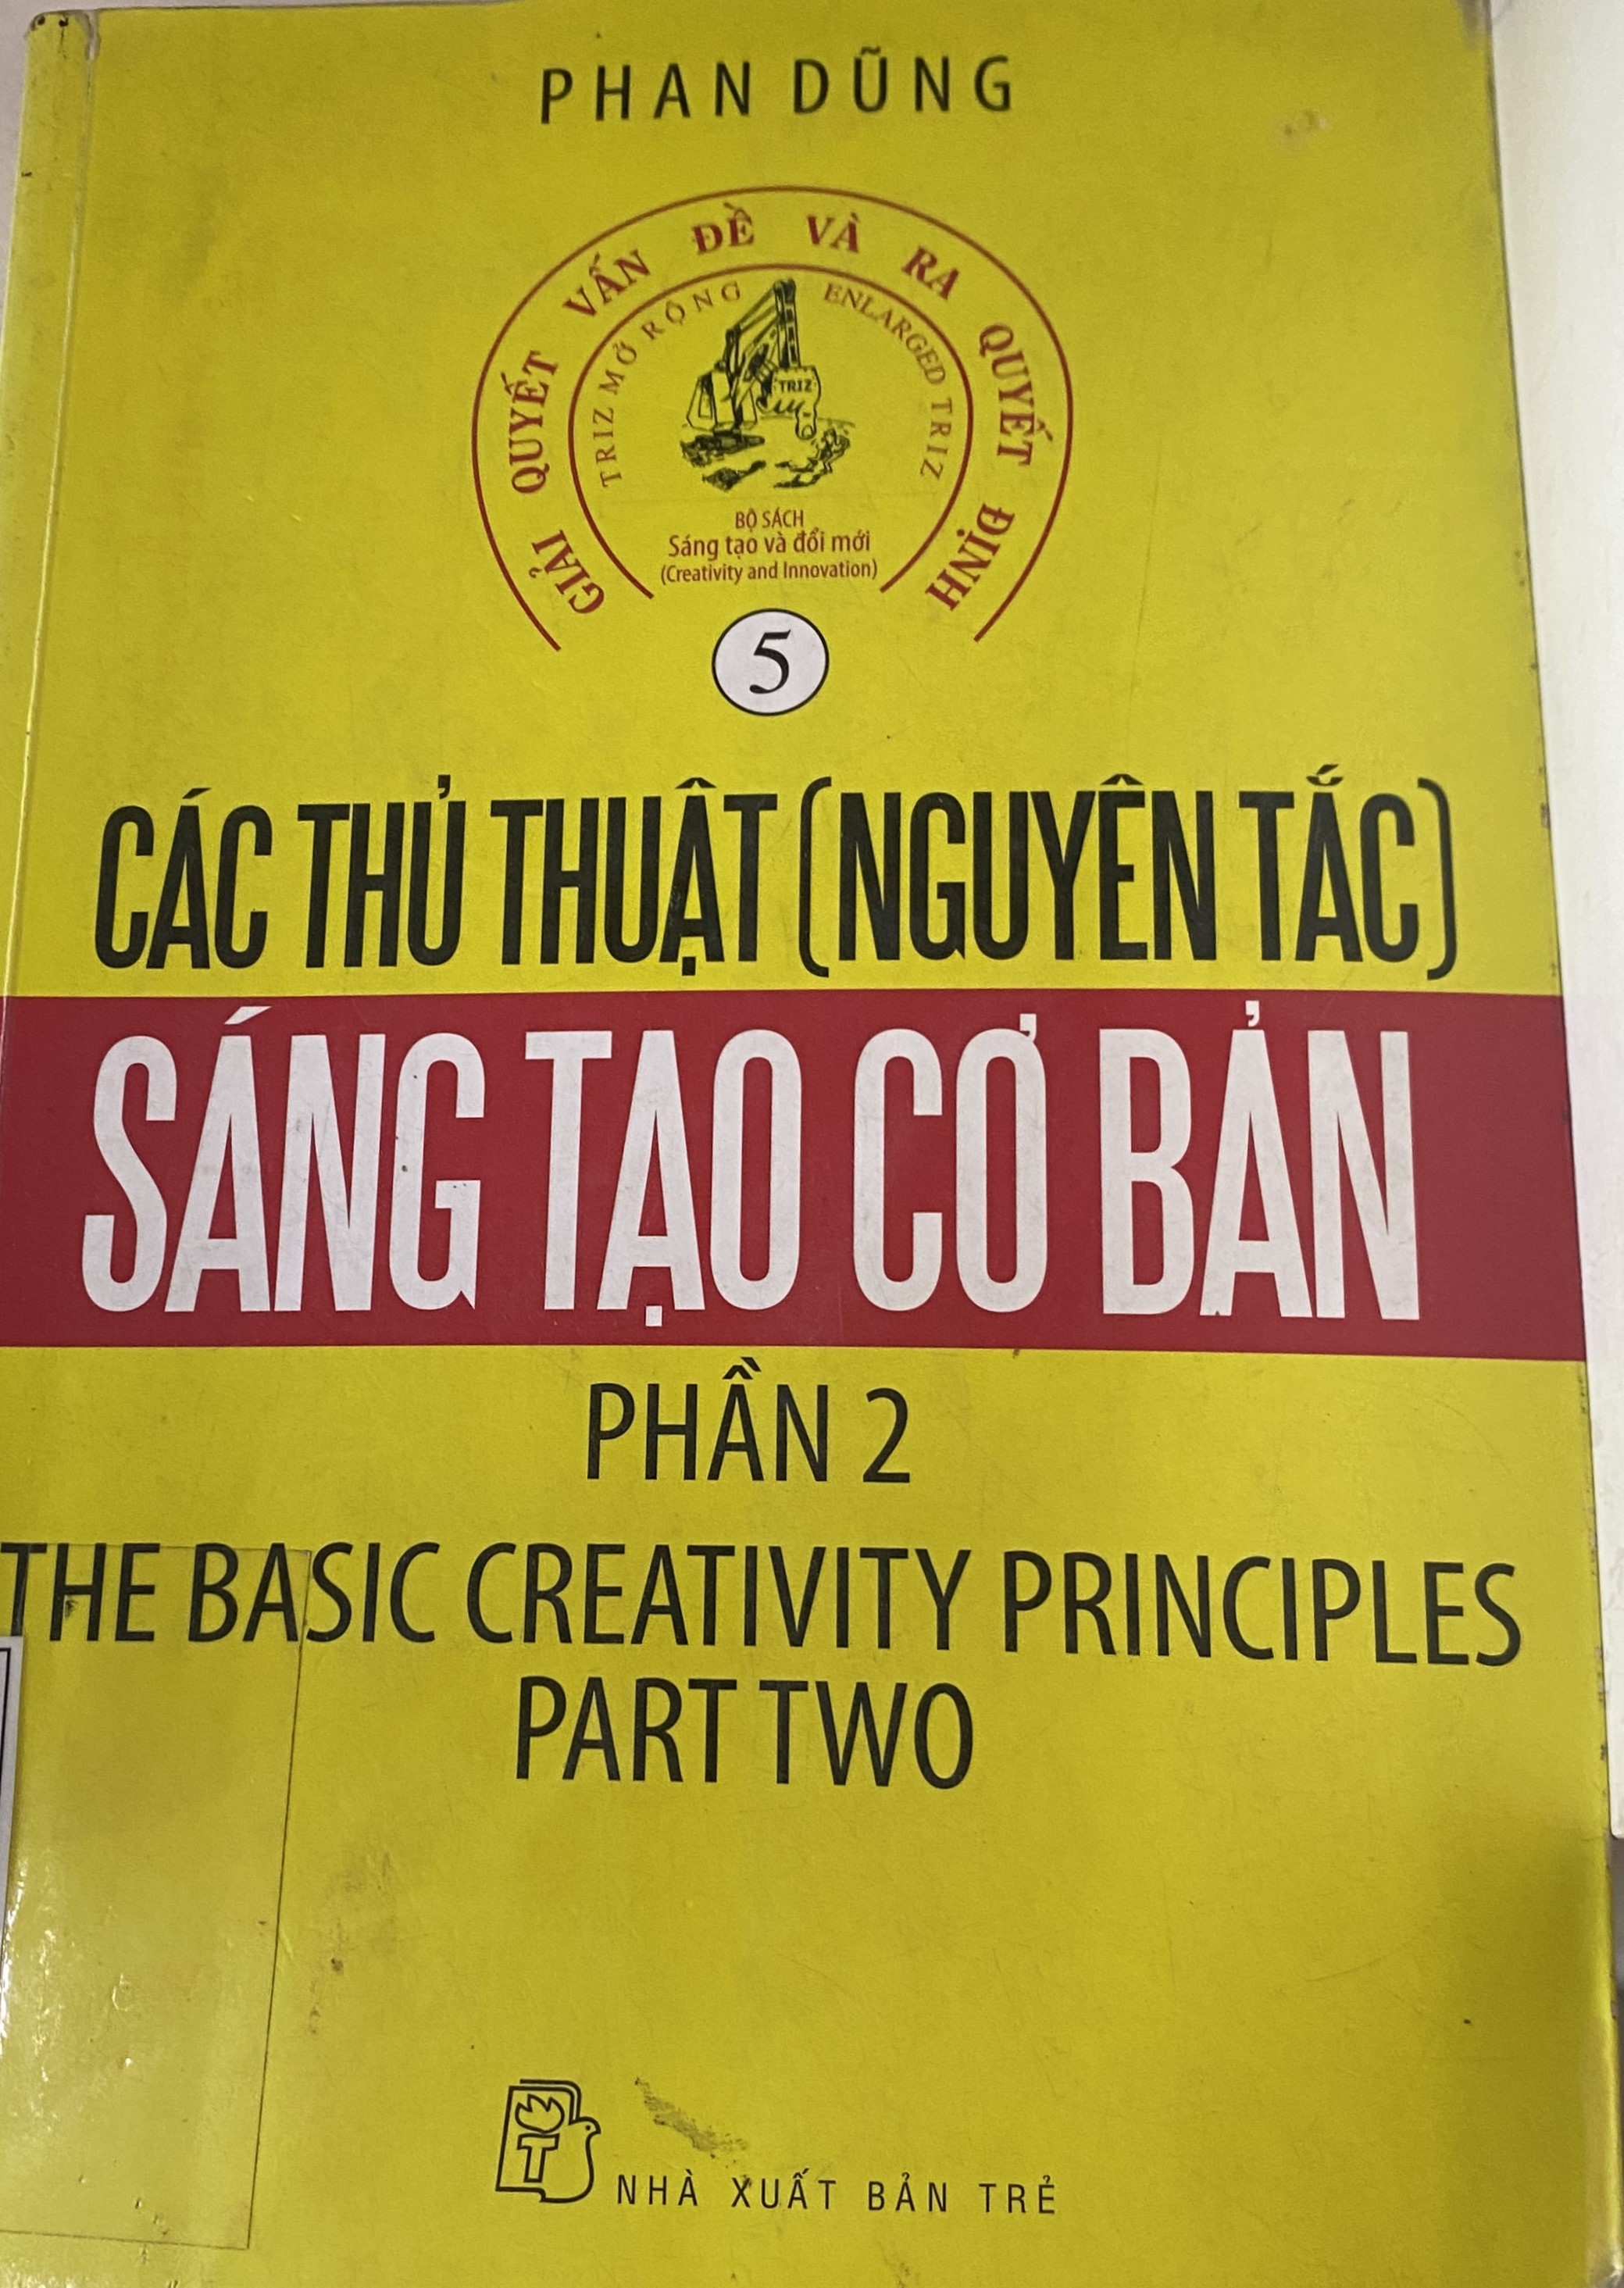 PHAN DŨNG
GIẢI QUYẾT VẤN ĐỀ VÀ RA QUYẾT ĐỊNH
TRIZ MỞ RỘNG ENLARGED TRIZ
TRIZ
BỘ SÁCH
Sáng tạo và đổi mới
(Creativity and Innovation)
5
CÁC THỦ THUẬT (NGUYÊN TẮC)
SÁNG TẠO CƠ BẢN
PHẦN 2
THE BASIC CREATIVITY PRINCIPLES
PART TWO
T
NHÀ XUẤT BẢN TRẺ